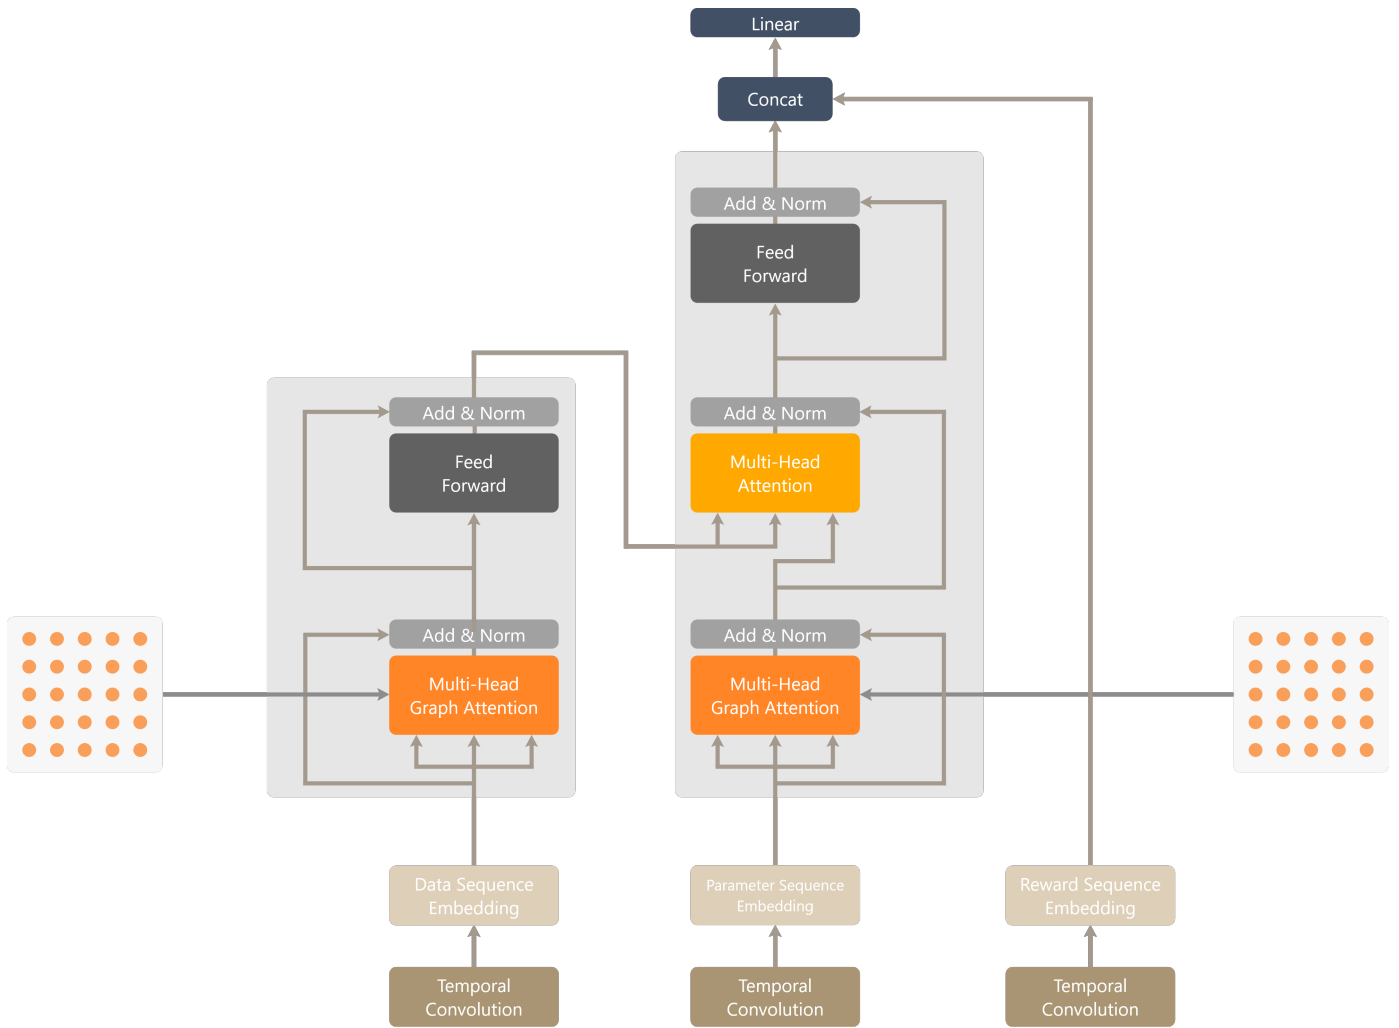 Linear
Concat
Add & Norm
Feed
Forward
Add & Norm
Multi-Head
Attention
Add & Norm
Multi-Head
Graph Attention
Add & Norm
Feed
Forward
Add & Norm
Multi-Head
Graph Attention
Data Sequence
Embedding
Parameter Sequence
Embedding
Reward Sequence
Embedding
Temporal
Convolution
Temporal
Convolution
Temporal
Convolution